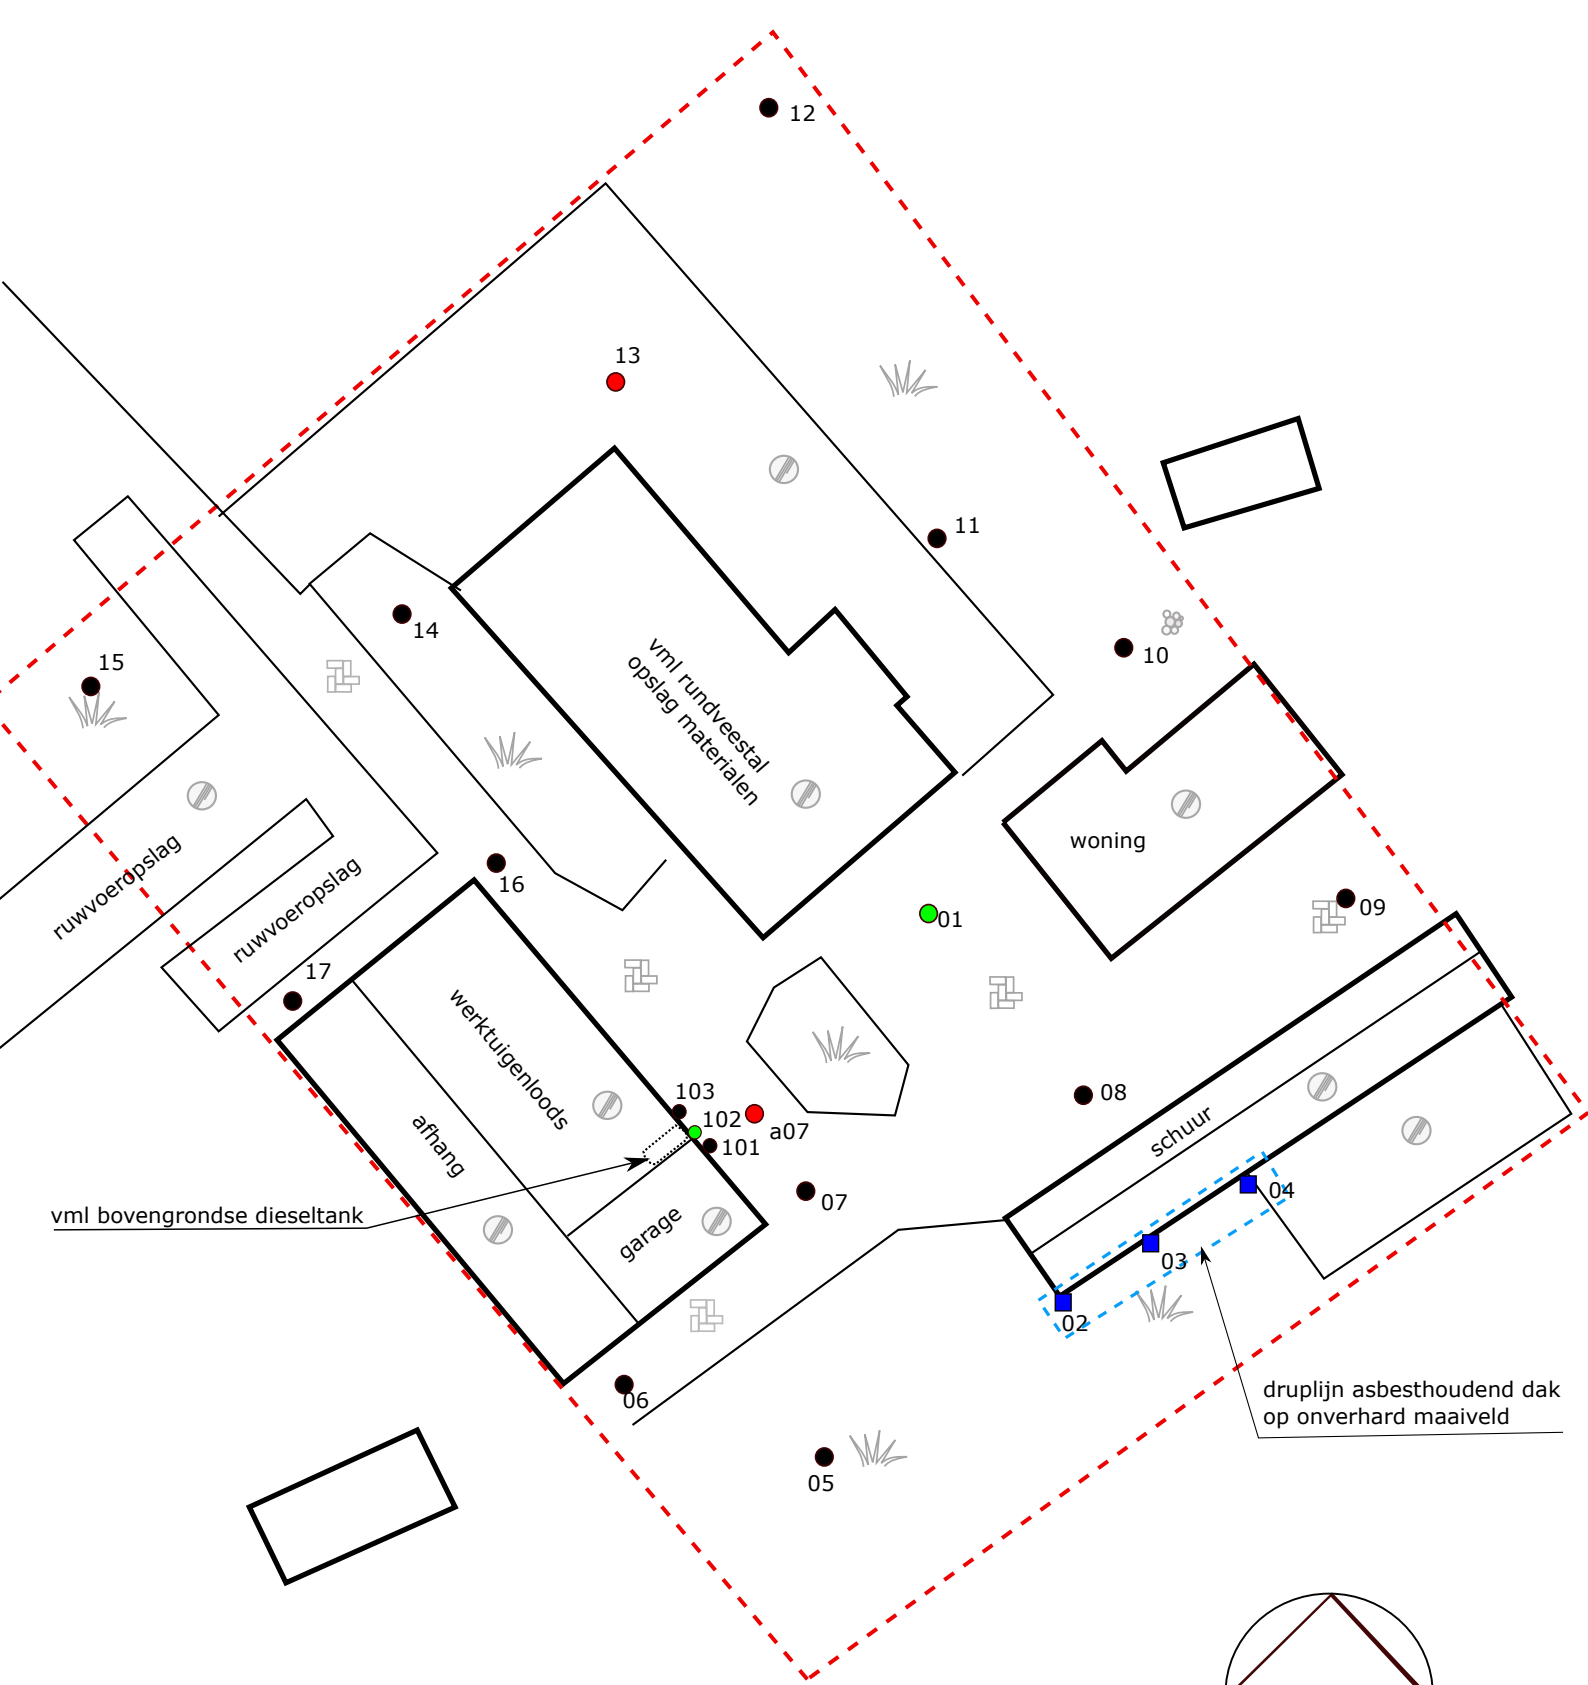 12
13
11
14
10
15
vml rundveestal
opslag materialen
woning
ruwvoeropslag
ruwvoeropslag
16
09
01
17
werktuigenloods
103
102
a07
101
08
schuur
afhang
07
04
vml bovengrondse dieseltank
garage
03
02
druplijn asbesthoudend dak
op onverhard maaiveld
06
05